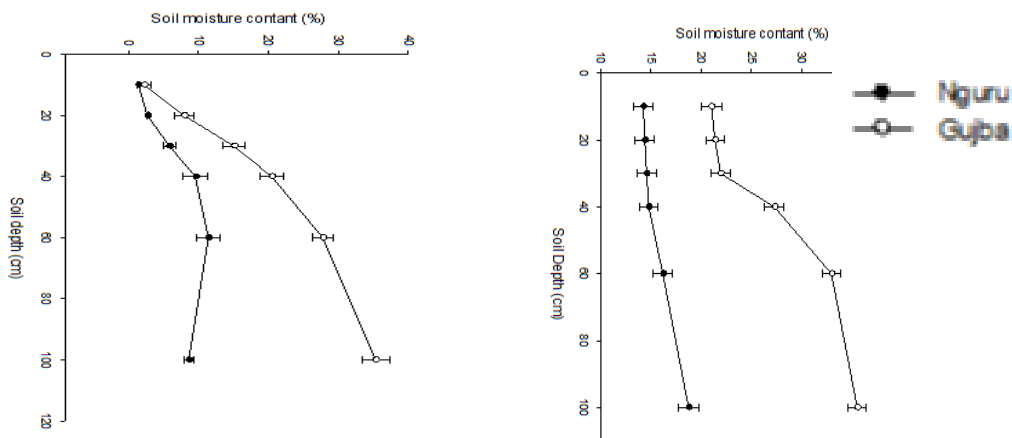 Soil moisture contant (%)
0 10 20 30 40
0
20
40
60
80
100
120
Soil depth (cm)
Soil moisture contant (%)
10 15 20 25 30
0
20
40
60
80
100
Soil Depth (cm)
Nguru
Gujba